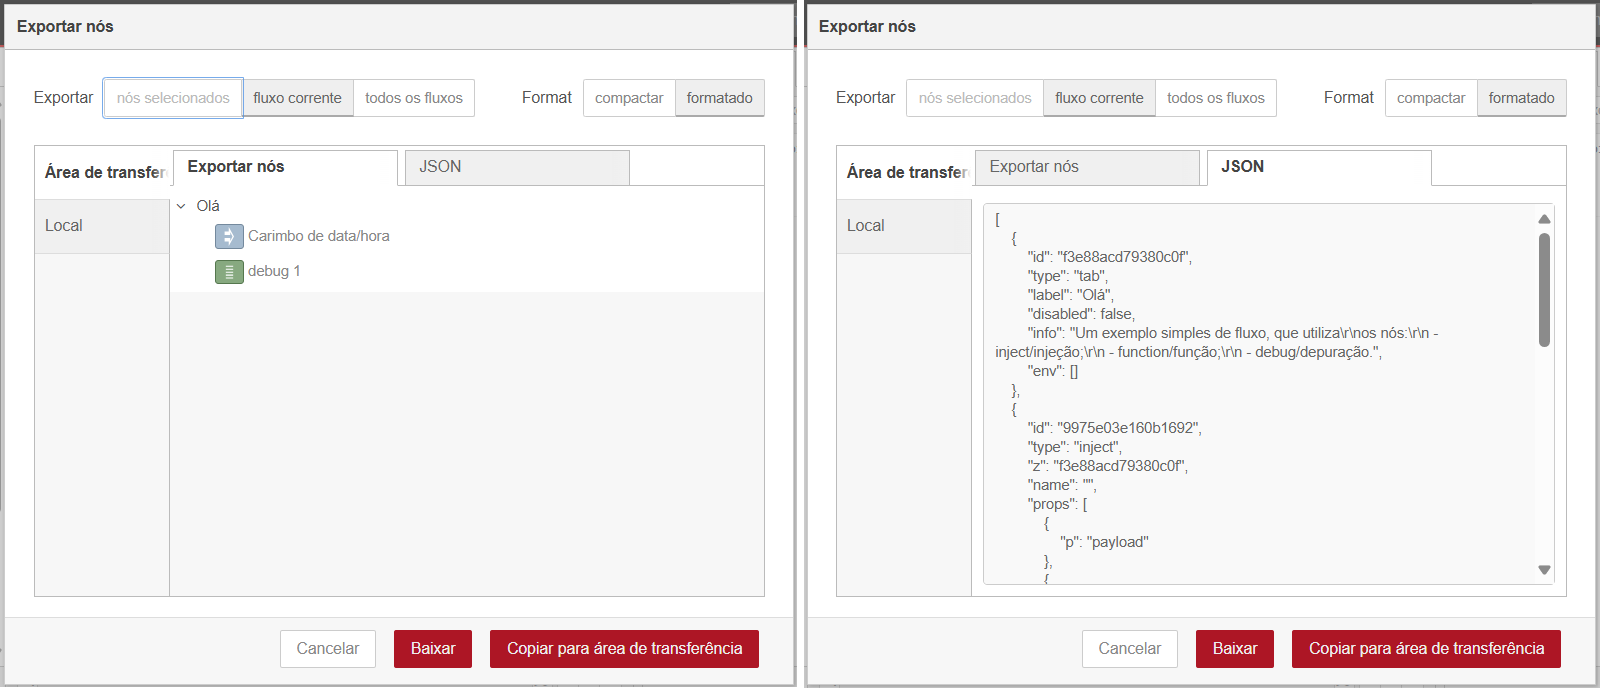 Exportar nós
Exportar nós selecionados fluxo corrente todos os fluxos Format compactar formatado
Área de transfer Exportar nós JSON
Local
Olá
Carimbo de data/hora
debug 1
Cancelar Baixar Copiar para área de transferência
Exportar nós
Exportar nós selecionados fluxo corrente todos os fluxos Format compactar formatado
Área de transfer Exportar nós JSON
Local
[
{
"id": "f3e88acd79380c0f",
"type": "tab",
"label": "Olá",
"disabled": false,
"info": "Um exemplo simples de fluxo, que utiliza\r\nos nós:\r\n -
inject/injeção;\r\n - function/função;\r\n - debug/depuração.",
"env": []
},
{
"id": "9975e03e160b1692",
"type": "inject",
"z": "f3e88acd79380c0f",
"name": "",
"props": [
{
"p": "payload"
},
{
Cancelar Baixar Copiar para área de transferência